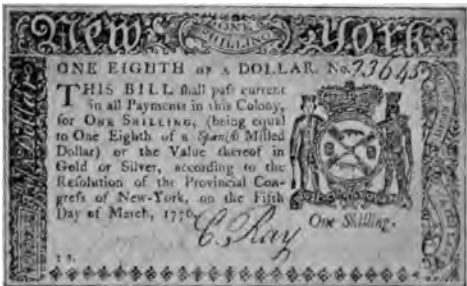 New York
ONE
SHILLING
ONE EIGHTH OF A DOLLAR. No. 73645
THIS BILL ſhall paſs current
in all Payments in this Colony,
for ONE SHILLING, (being equal
to One Eighth of a Spaniſh Milled
Dollar) or the Value thereof in
Gold or Silver, according to the
Reſolution of the Provincial Con-
greſs of New-York, on the Fifth
Day of March, 1776.
C. Ray
One Shilling.